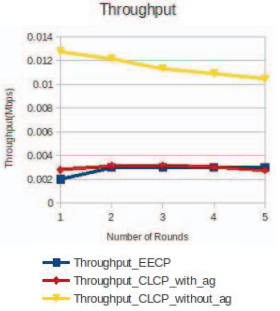 Throughput
0.014
0.012
0.01
0.008
0.006
0.004
0.002
0
Throughput(Mbps)
1 2 3 4 5
Number of Rounds
Throughput_EECP
Throughput_CLCP_with_ag
Throughput_CLCP_without_ag